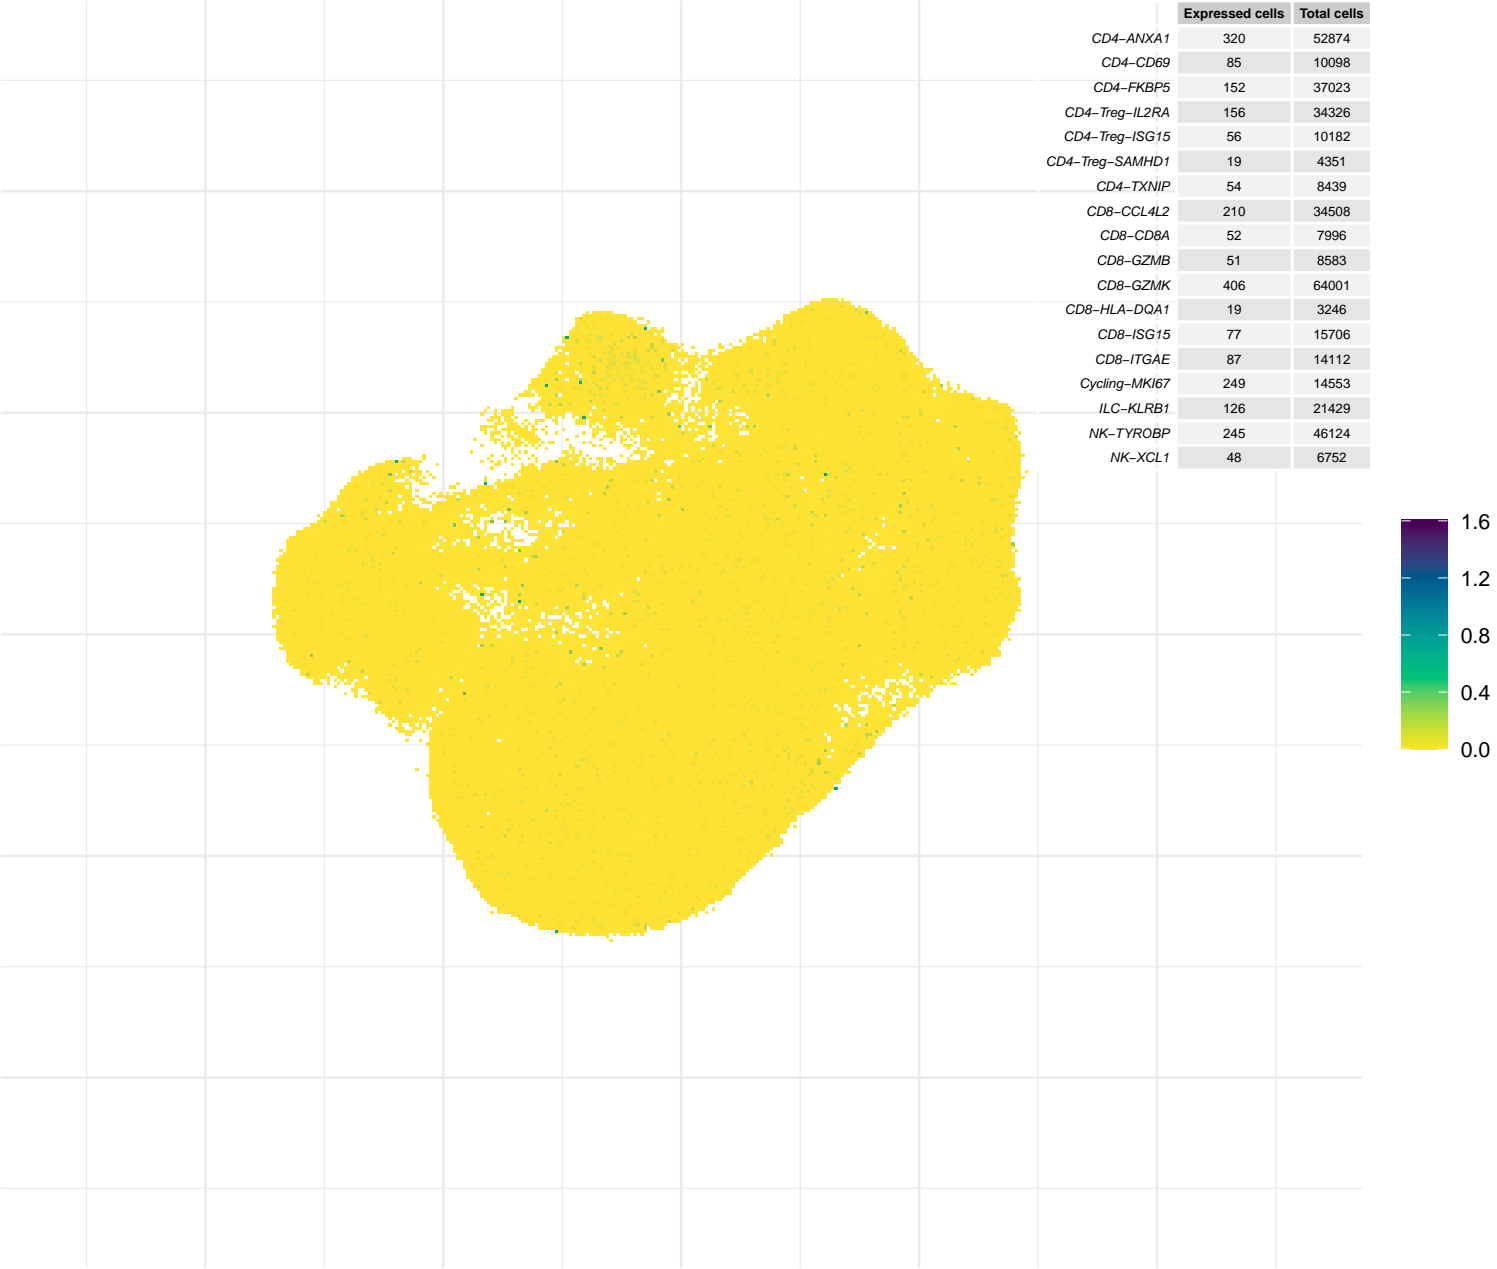 Expressed cells Total cells
CD4−ANXA1 320 52874
CD4−CD69 85 10098
CD4−FKBP5 152 37023
CD4−Treg−IL2RA 156 34326
CD4−Treg−ISG15 56 10182
CD4−Treg−SAMHD1 19 4351
CD4−TXNIP 54 8439
CD8−CCL4L2 210 34508
CD8−CD8A 52 7996
CD8−GZMB 51 8583
CD8−GZMK 406 64001
CD8−HLA−DQA1 19 3246
CD8−ISG15 77 15706
CD8−ITGAE 87 14112
Cycling−MKI67 249 14553
ILC−KLRB1 126 21429
NK−TYROBP 245 46124
NK−XCL1 48 6752
1.6
1.2
0.8
0.4
0.0